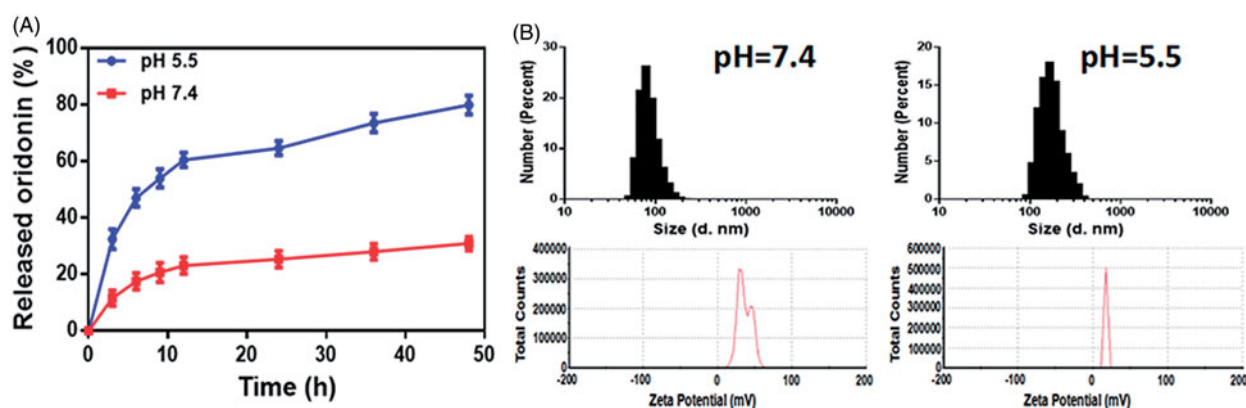 (A)
Released oridonin (%)
100
80
60
40
20
0
pH 5.5
pH 7.4
0 10 20 30 40 50
Time (h)
(B)
pH=7.4
Number (Percent)
30
20
10
0
10 100 1000 10000
Size (d. nm)
pH=5.5
Number (Percent)
20
15
10
5
0
10 100 1000 10000
Size (d. nm)
Total Counts
400000
300000
200000
100000
0
-200 -100 0 100 200
Zeta Potential (mV)
Total Counts
600000
500000
400000
300000
200000
100000
0
-200 -100 0 100 200
Zeta Potential (mV)